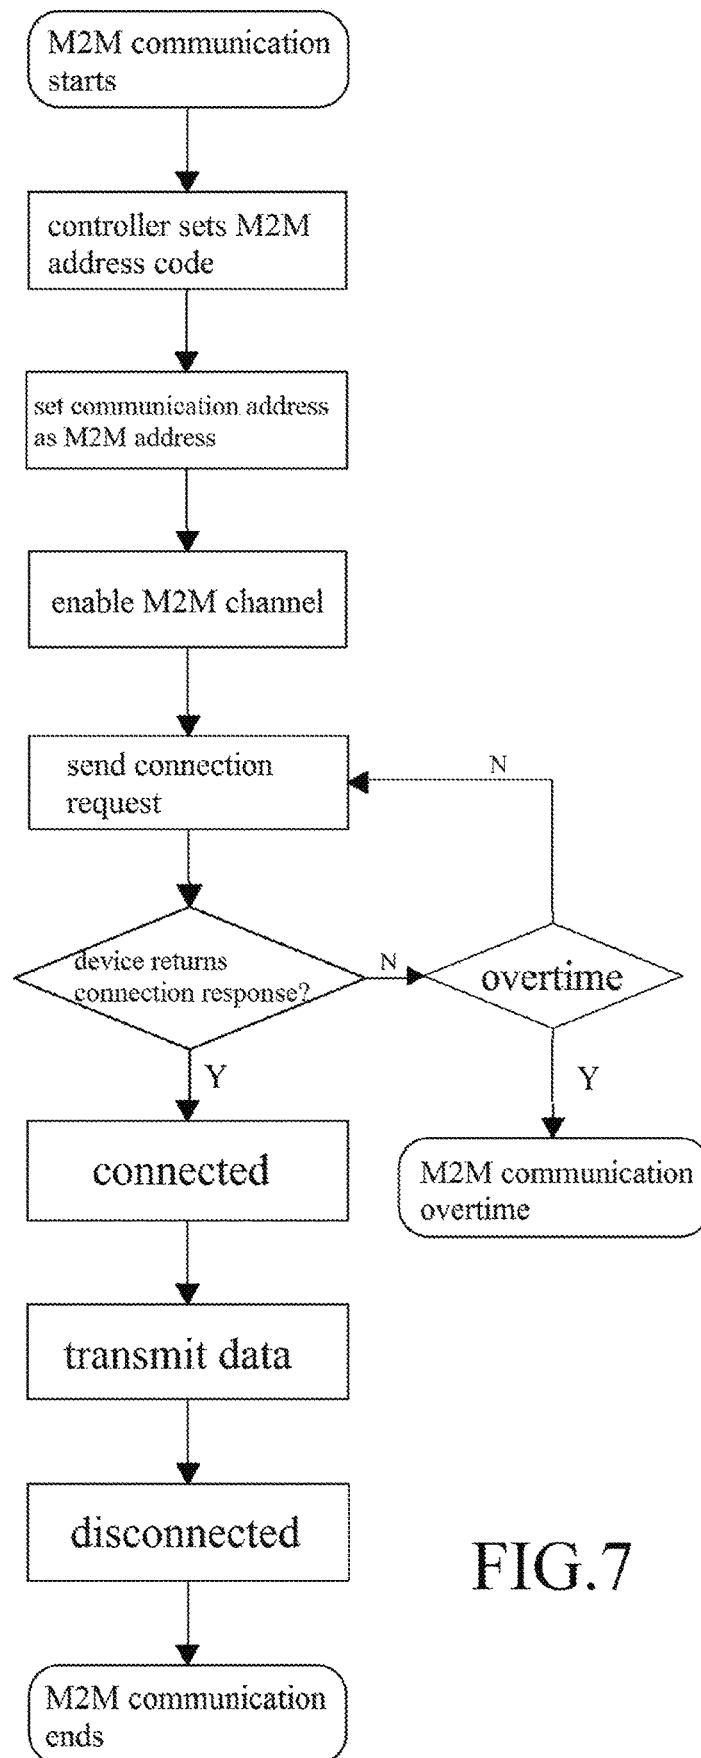 M2M communication
starts
controller sets M2M
address code
set communication address
as M2M address
enable M2M channel
send connection
request
N
device returns
connection response?
N
overtime
Y
Y
connected
M2M communication
overtime
transmit data
disconnected
FIG.7
M2M communication
ends